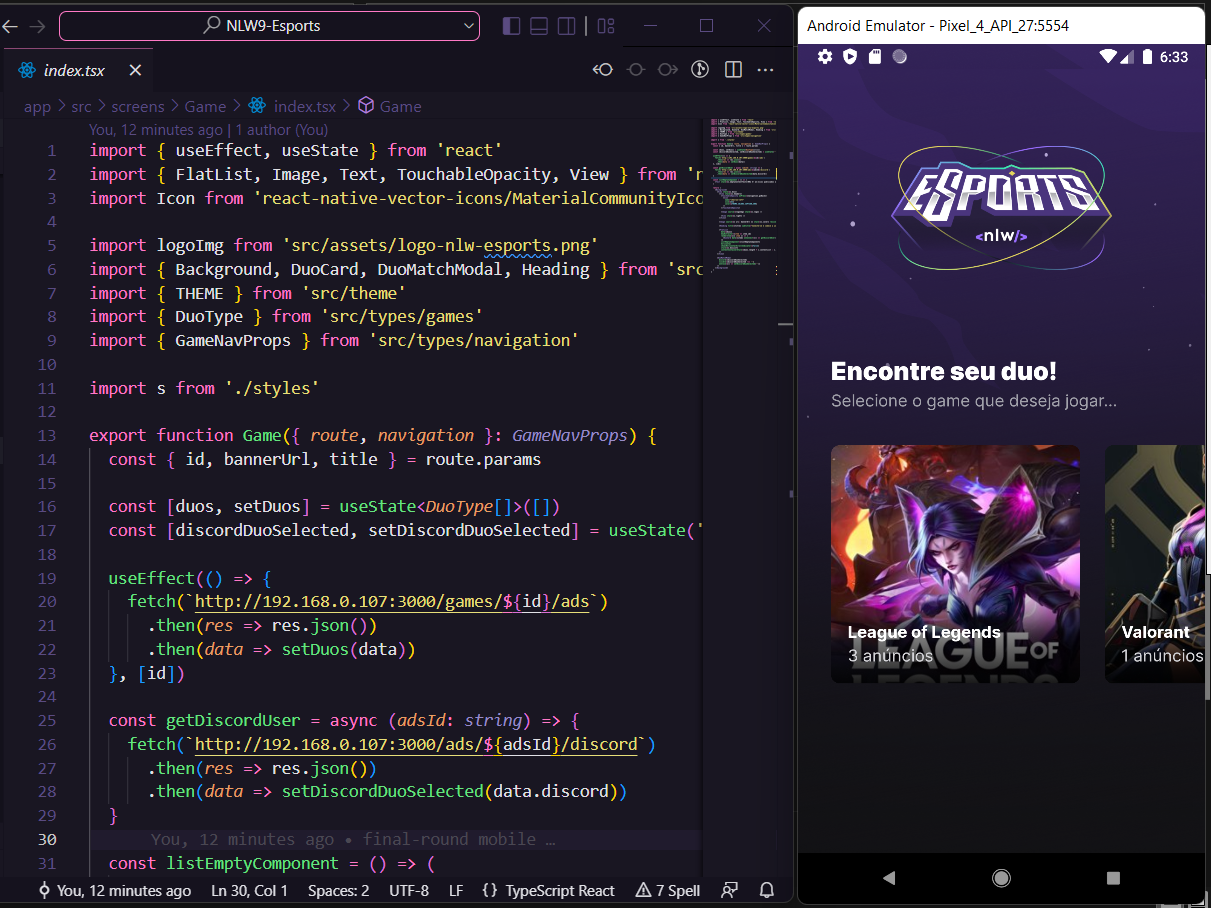 NLW9-Esports
index.tsx
app > src > screens > Game > index.tsx > Game
You, 12 minutes ago | 1 author (You)
1 import { useEffect, useState } from 'react'
2 import { FlatList, Image, Text, TouchableOpacity, View } from 'r
3 import Icon from 'react-native-vector-icons/MaterialCommunityIco
4
5 import logoImg from 'src/assets/logo-nlw-esports.png'
6 import { Background, DuoCard, DuoMatchModal, Heading } from 'src
7 import { THEME } from 'src/theme'
8 import { DuoType } from 'src/types/games'
9 import { GameNavProps } from 'src/types/navigation'
10
11 import s from './styles'
12
13 export function Game({ route, navigation }: GameNavProps) {
14 const { id, bannerUrl, title } = route.params
15
16 const [duos, setDuos] = useState<DuoType[]>([])
17 const [discordDuoSelected, setDiscordDuoSelected] = useState('
18
19 useEffect(() => {
20 fetch(`http://192.168.0.107:3000/games/${id}/ads`)
21 .then(res => res.json())
22 .then(data => setDuos(data))
23 }, [id])
24
25 const getDiscordUser = async (adsId: string) => {
26 fetch(`http://192.168.0.107:3000/ads/${adsId}/discord`)
27 .then(res => res.json())
28 .then(data => setDiscordDuoSelected(data.discord))
29 }
30 You, 12 minutes ago • final-round mobile …
31 const listEmptyComponent = () => (
You, 12 minutes ago Ln 30, Col 1 Spaces: 2 UTF-8 LF {} TypeScript React 7 Spell
Android Emulator - Pixel_4_API_27:5554
6:33
ESPORTS
<nlw/>
Encontre seu duo!
Selecione o game que deseja jogar...
LEAGUE OF
LEGENDS
League of Legends
3 anúncios
Valorant
1 anúncios